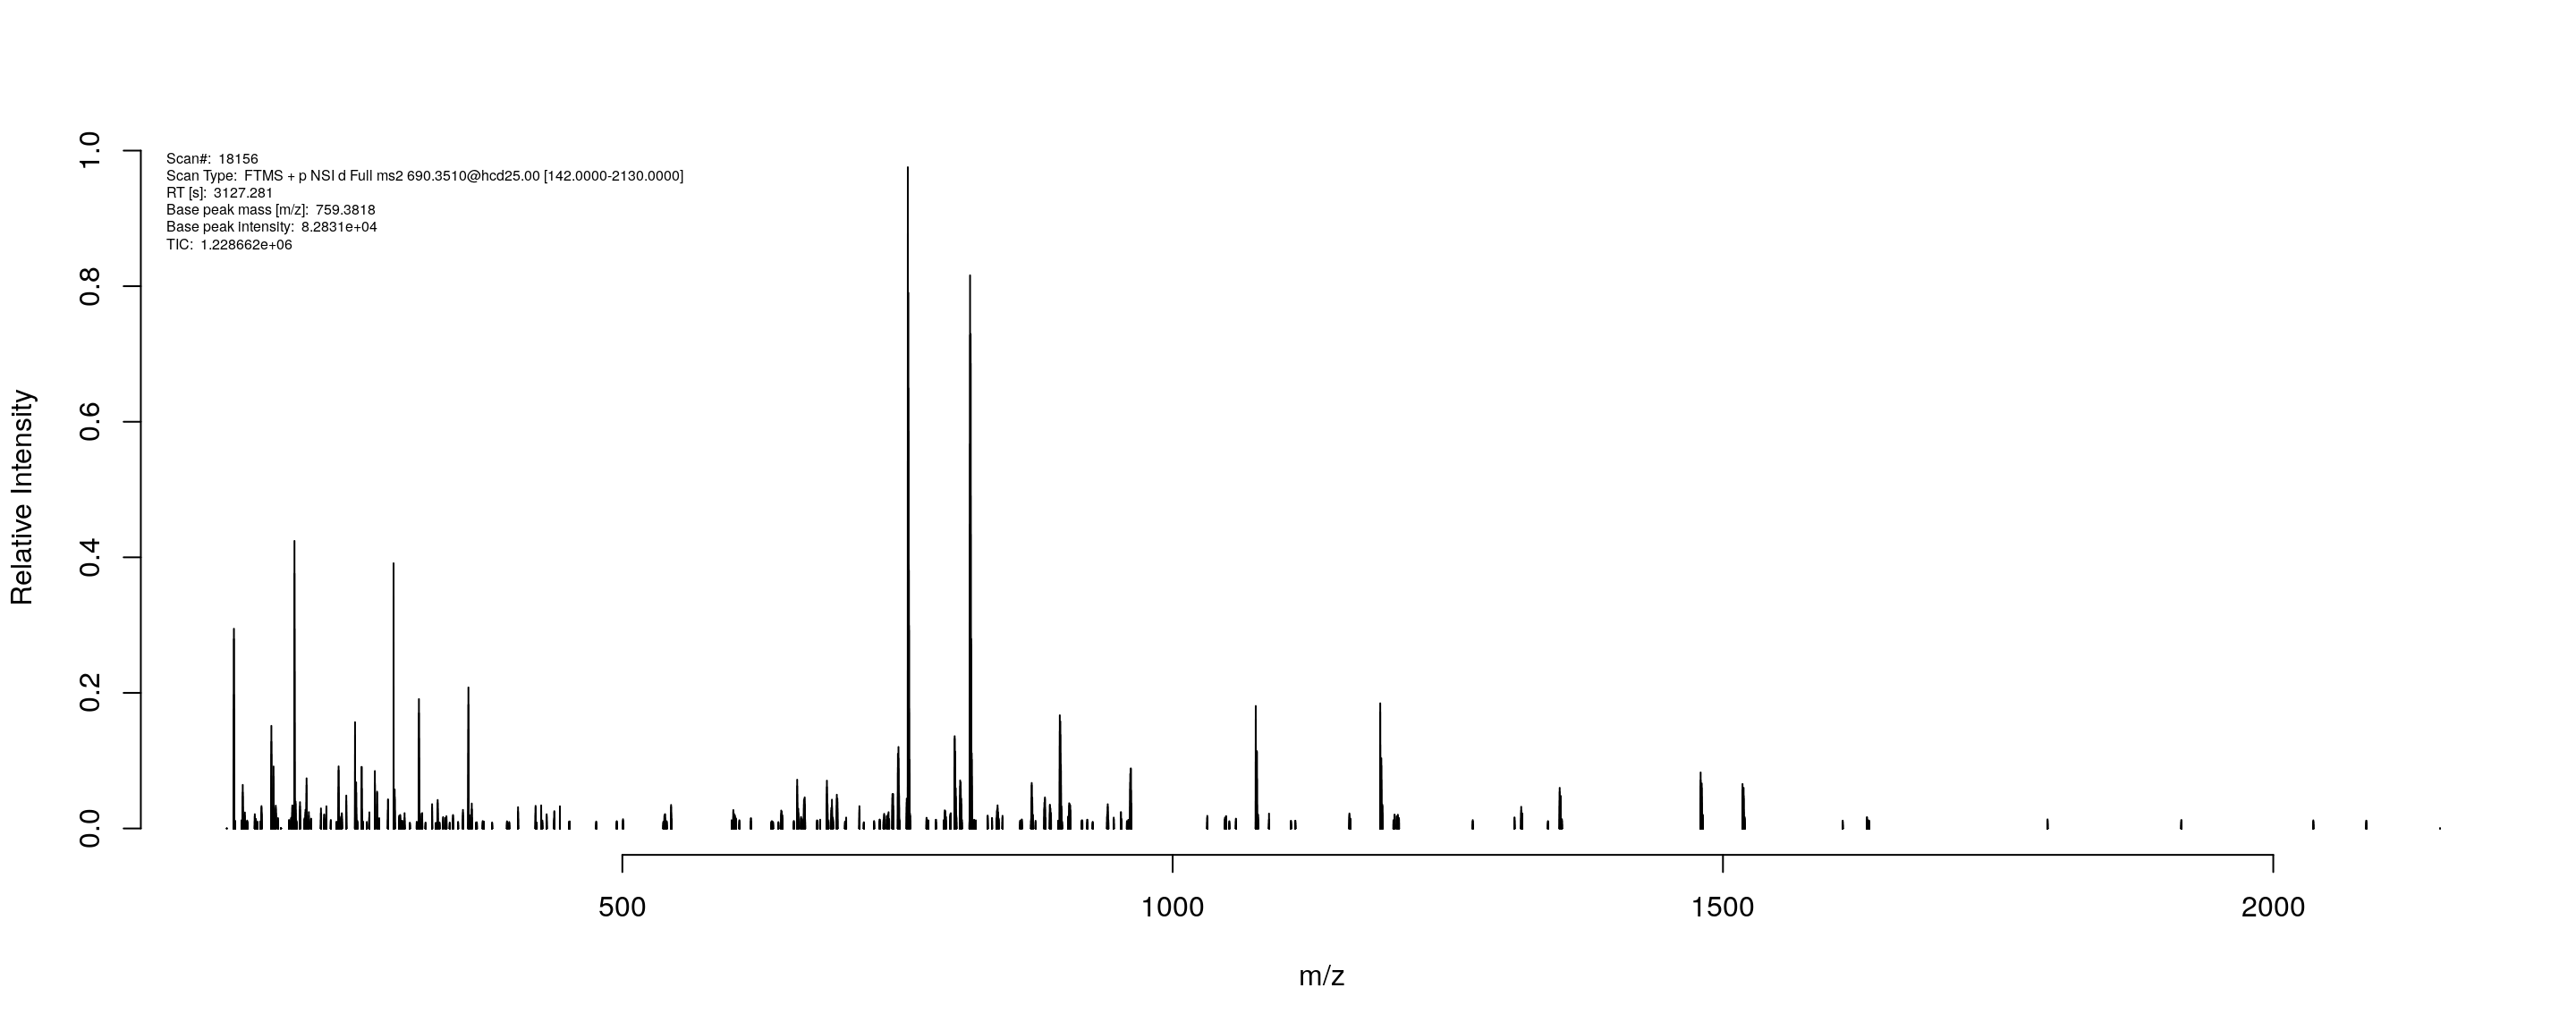 Scan#: 18156
Scan Type: FTMS + p NSI d Full ms2 690.3510@hcd25.00 [142.0000-2130.0000]
RT [s]: 3127.281
Base peak mass [m/z]: 759.3818
Base peak intensity: 8.2831e+04
TIC: 1.228662e+06
Relative Intensity
1.0
0.8
0.6
0.4
0.2
0.0
500 1000 1500 2000
m/z